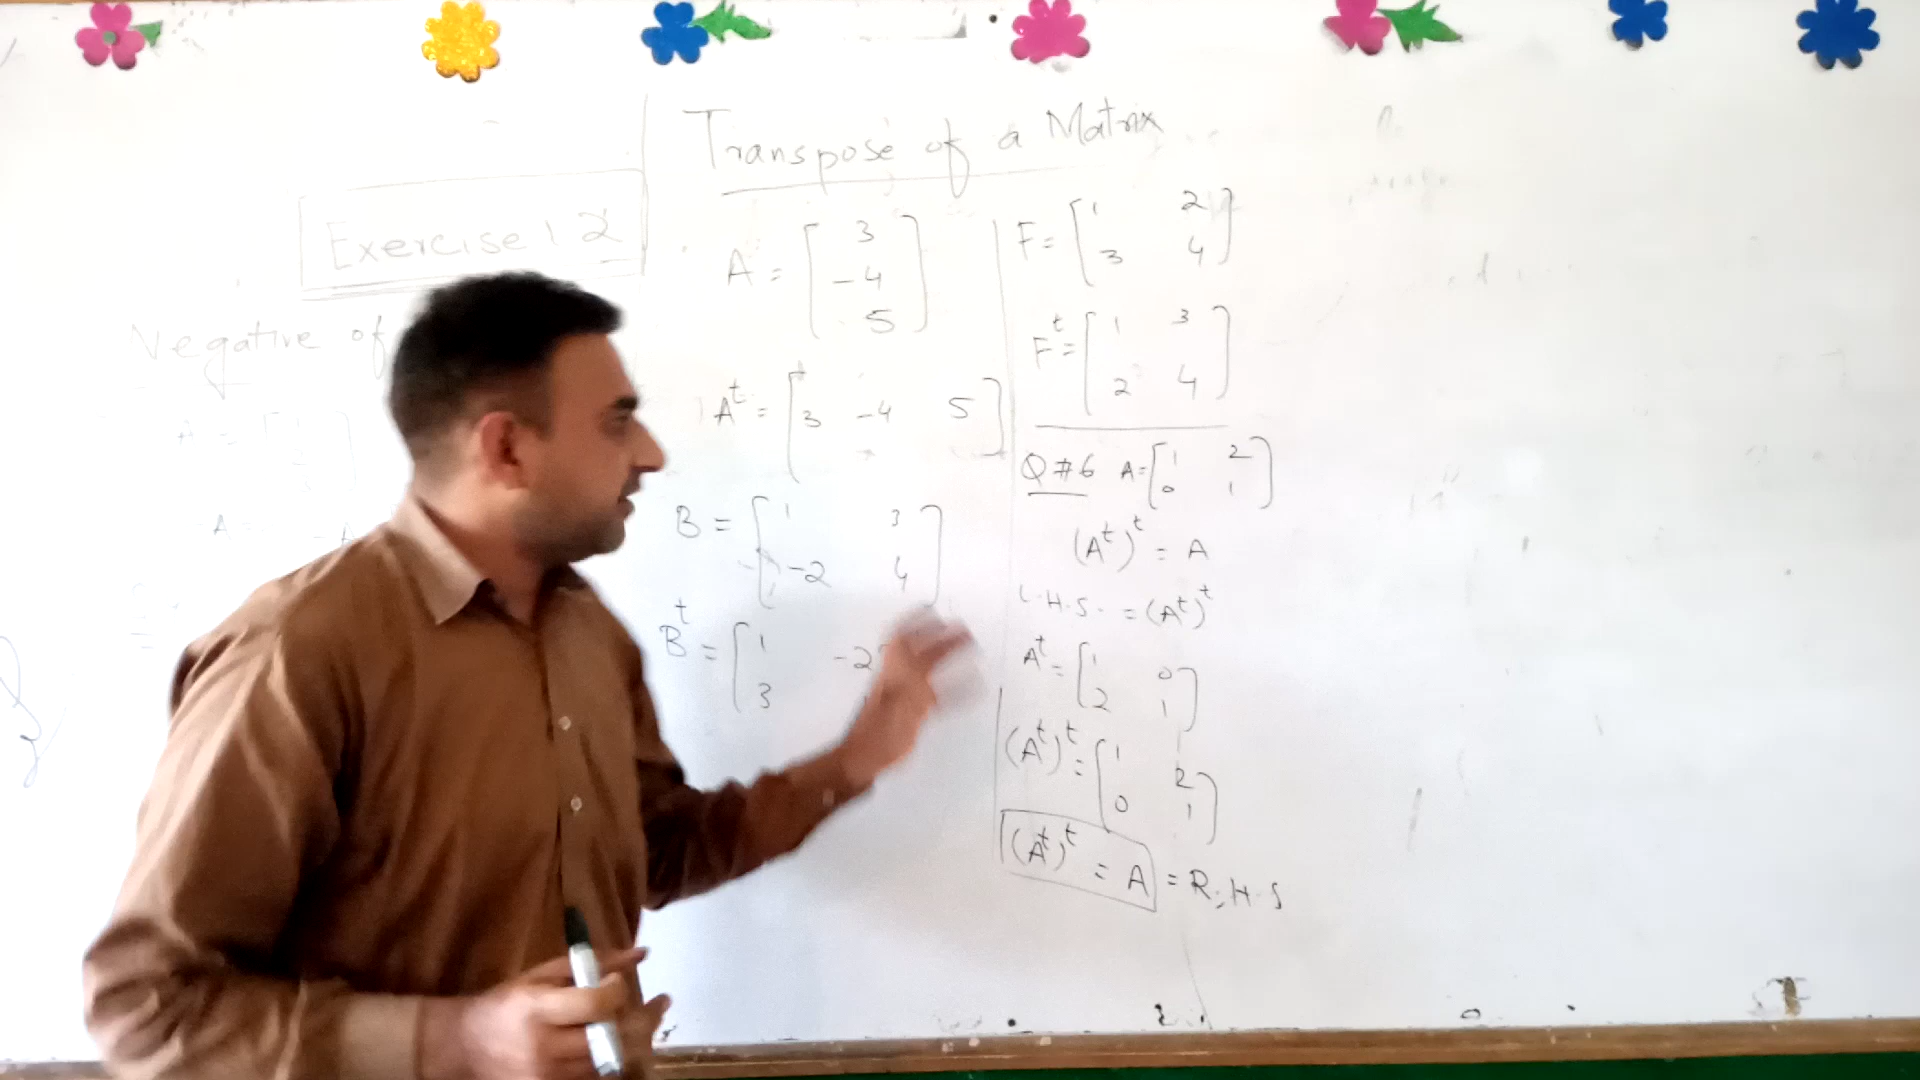 Transpose of a Matrix
Exercise 1.2
Negative of
A =
A = [ 3
-4
5 ]
A^t = [ 3 -4 5 ]
B = [ 1 3
-2 4 ]
B^t = [ 1 -2
3
F = [ 1 2
3 4 ]
F^t = [ 1 3
2 4 ]
Q #6 A = [ 1 2
0 1 ]
(A^t)^t = A
L.H.S. = (A^t)^t
A^t = [ 1 0
2 1 ]
(A^t)^t = [ 1 2
0 1 ]
(A^t)^t = A = R.H.S